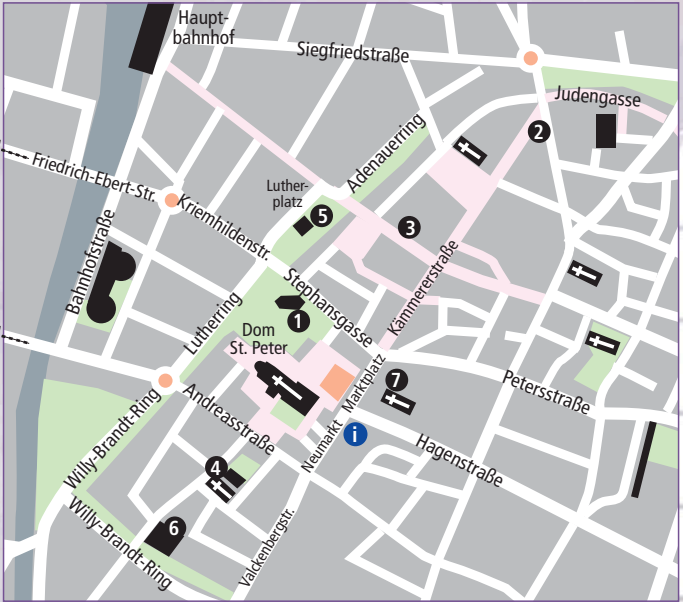 Haupt-
bahnhof
Siegfriedstraße
Judengasse
2
Adenauerring
Friedrich-Ebert-Str.
Kriemhildenstr.
Luther-
platz
5
3
Bahnhofstraße
Lutherring
Stephansgasse
Kämmererstraße
1
Dom
St. Peter
Marktplatz
7
Petersstraße
Willy-Brandt-Ring
Andreasstraße
Neumarkt
i
Hagenstraße
4
6
Willy-Brandt-Ring
Valckenbergstr.